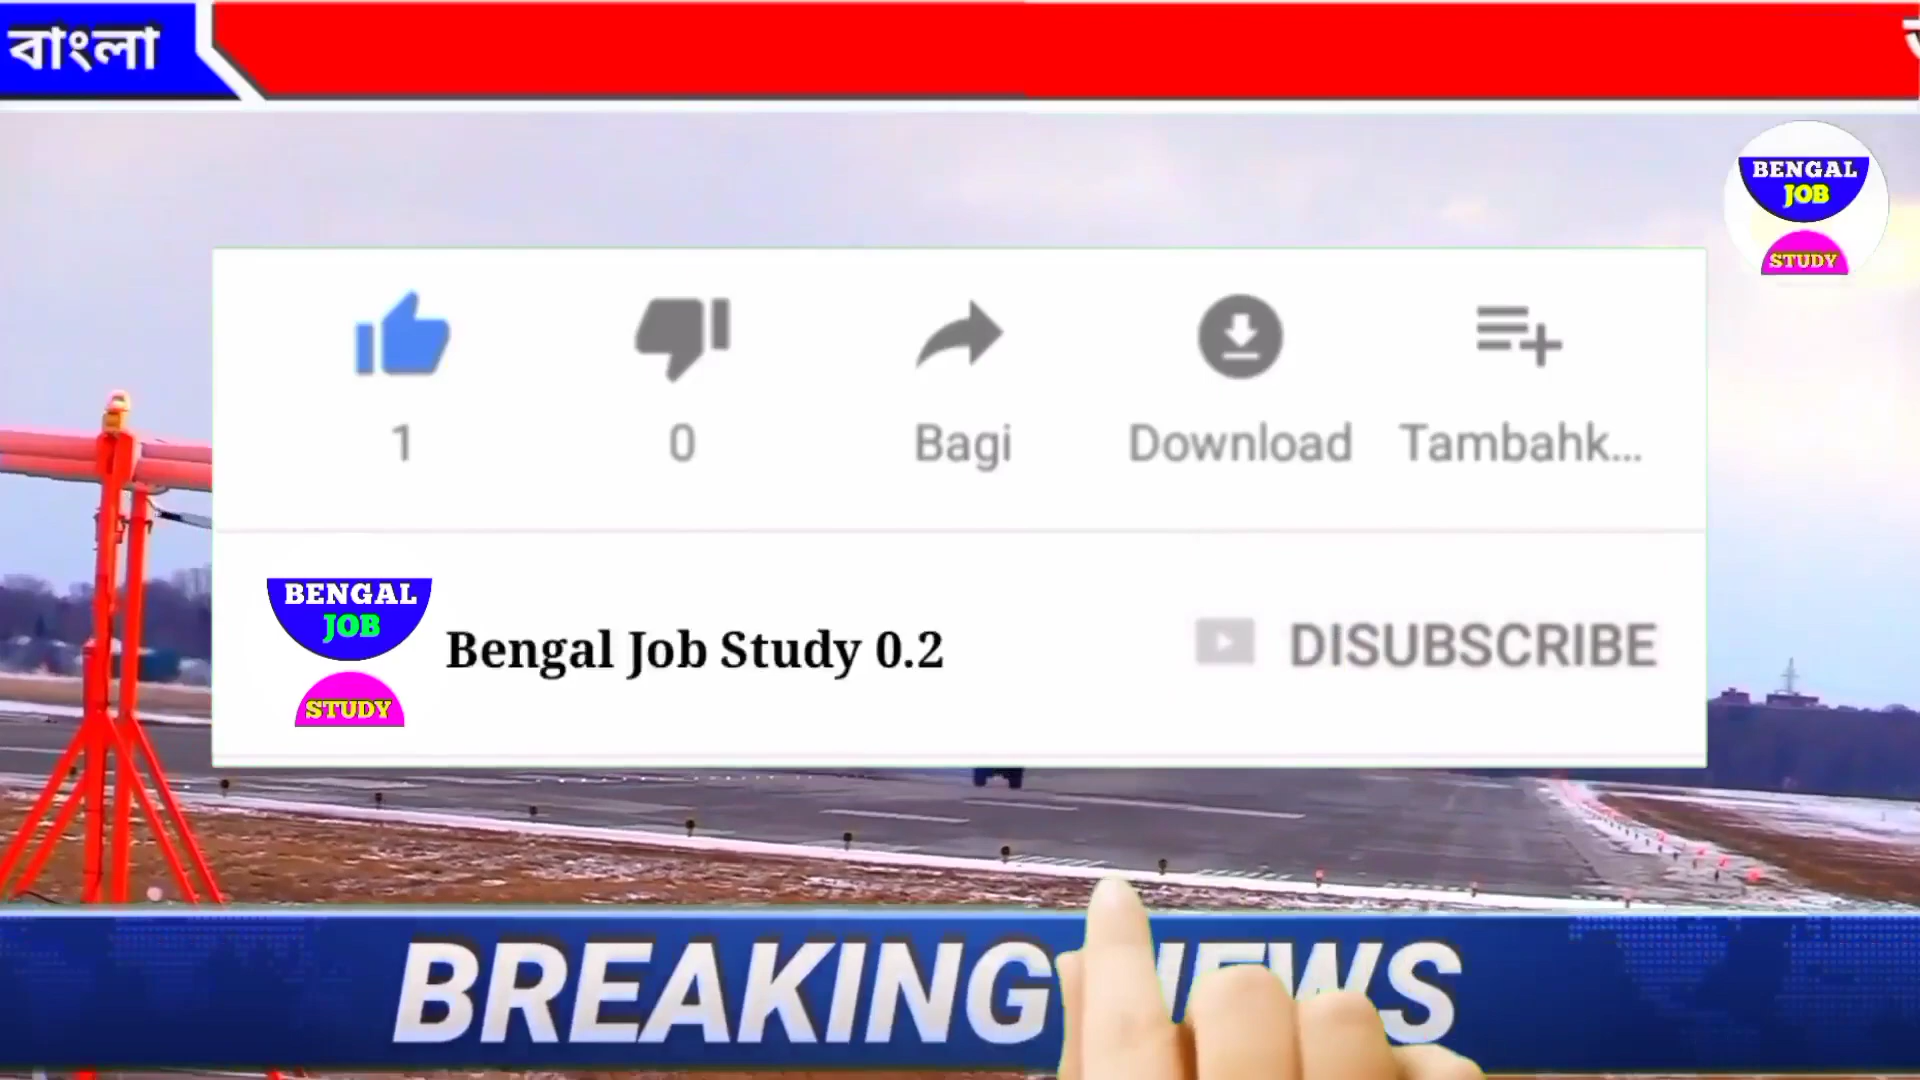 বাংলা
BENGAL
JOB
STUDY
1
0
Bagi
Download
Tambahk...
BENGAL
JOB
STUDY
Bengal Job Study 0.2
DISUBSCRIBE
BREAKING